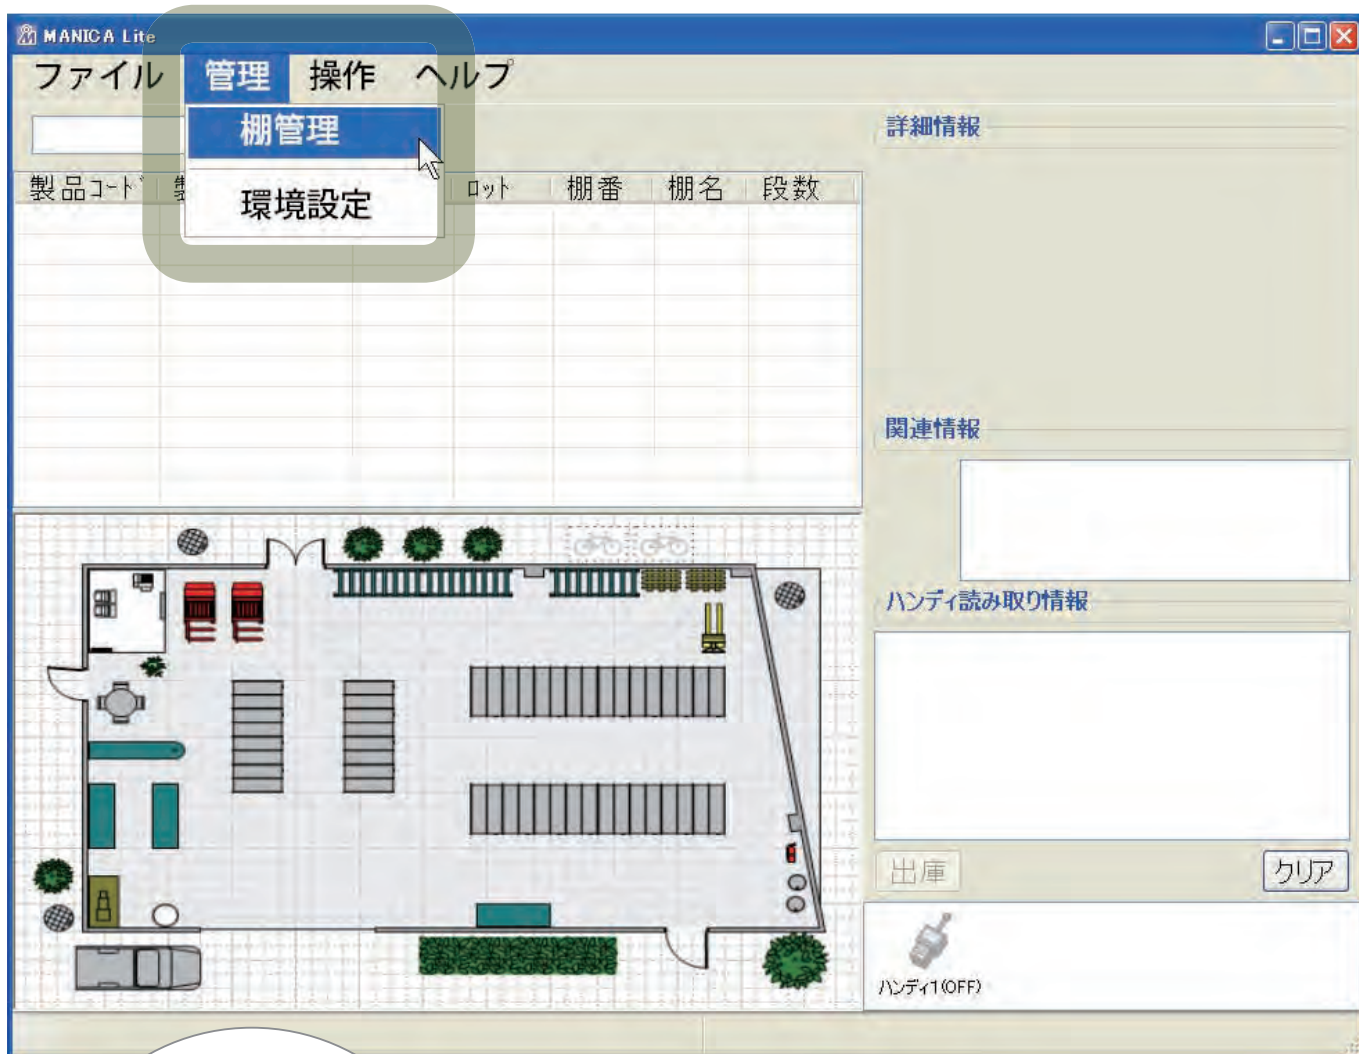 MANICA Lite
ファイル 管理 操作 ヘルプ
棚管理
環境設定
製品コード ロット 棚番 棚名 段数
詳細情報
関連情報
ハンディ読み取り情報
出庫 クリア
ハンディ1(OFF)